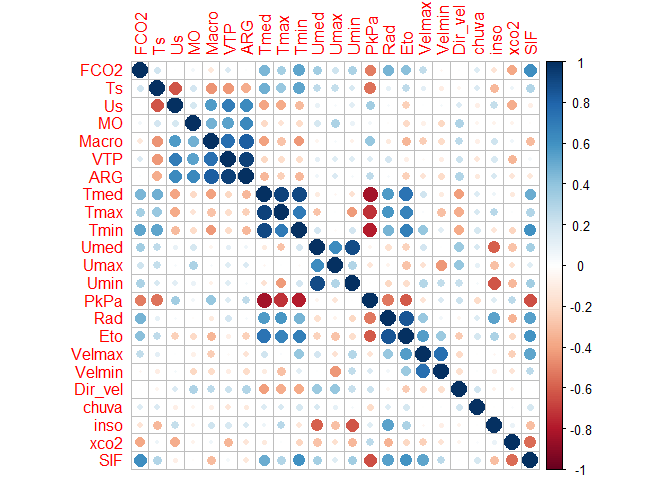 FCO2 Ts Us MO Macro VTP ARG Tmed Tmax Tmin Umed Umax Umin PkPa Rad Eto Velmax Velmin Dir_vel chuva inso xco2 SIF
FCO2
Ts
Us
MO
Macro
VTP
ARG
Tmed
Tmax
Tmin
Umed
Umax
Umin
PkPa
Rad
Eto
Velmax
Velmin
Dir_vel
chuva
inso
xco2
SIF
1
0.8
0.6
0.4
0.2
0
-0.2
-0.4
-0.6
-0.8
-1